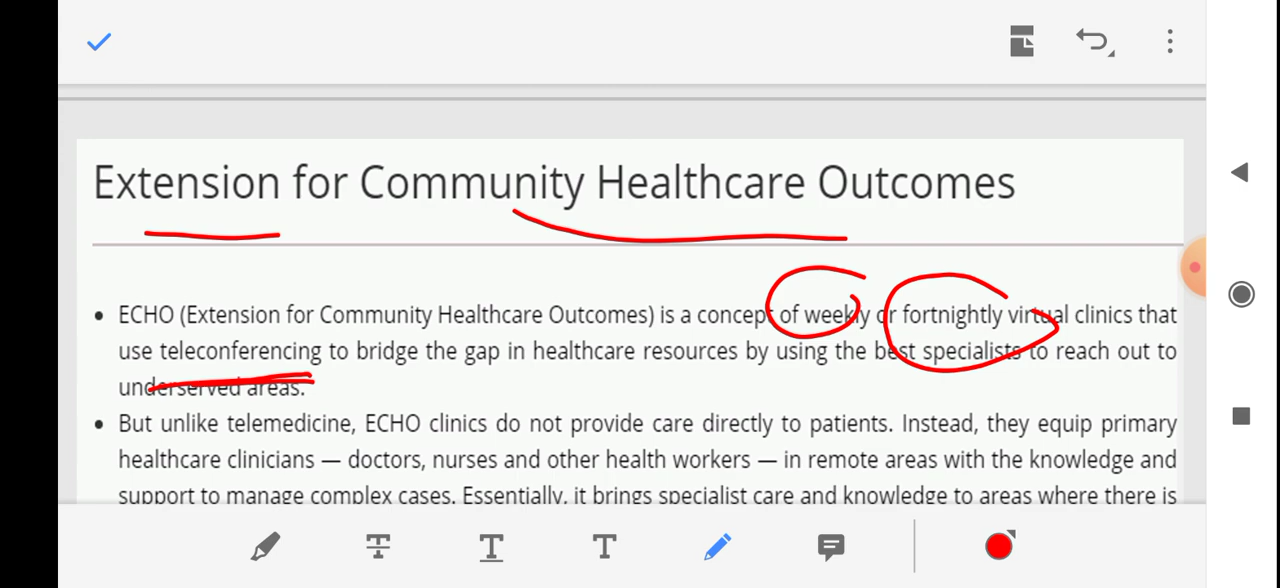 Extension for Community Healthcare Outcomes
ECHO (Extension for Community Healthcare Outcomes) is a concept of weekly or fortnightly virtual clinics that
use teleconferencing to bridge the gap in healthcare resources by using the best specialists to reach out to
underserved areas.
But unlike telemedicine, ECHO clinics do not provide care directly to patients. Instead, they equip primary
healthcare clinicians — doctors, nurses and other health workers — in remote areas with the knowledge and
support to manage complex cases. Essentially, it brings specialist care and knowledge to areas where there is